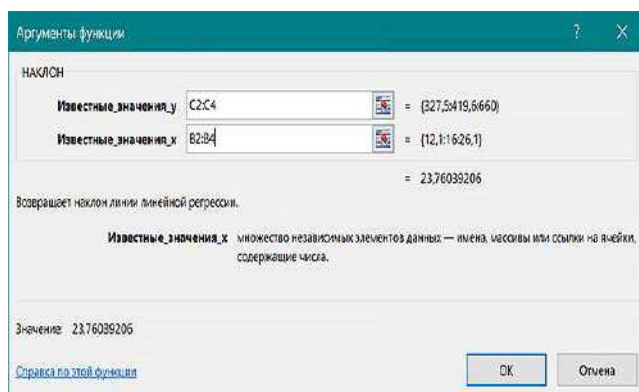 Аргументы функции ? X
НАКЛОН
Известные_значения_y C2:C4 = {327,5:419,6:660}
Известные_значения_x B2:B4 = {12,1:16:26,1}
= 23,76039206
Возвращает наклон линии линейной регрессии.
Известные_значения_x множество независимых элементов данных — имена, массивы или ссылки на ячейки,
содержащие числа.
Значение: 23,76039206
Справка по этой функции
OK Отмена